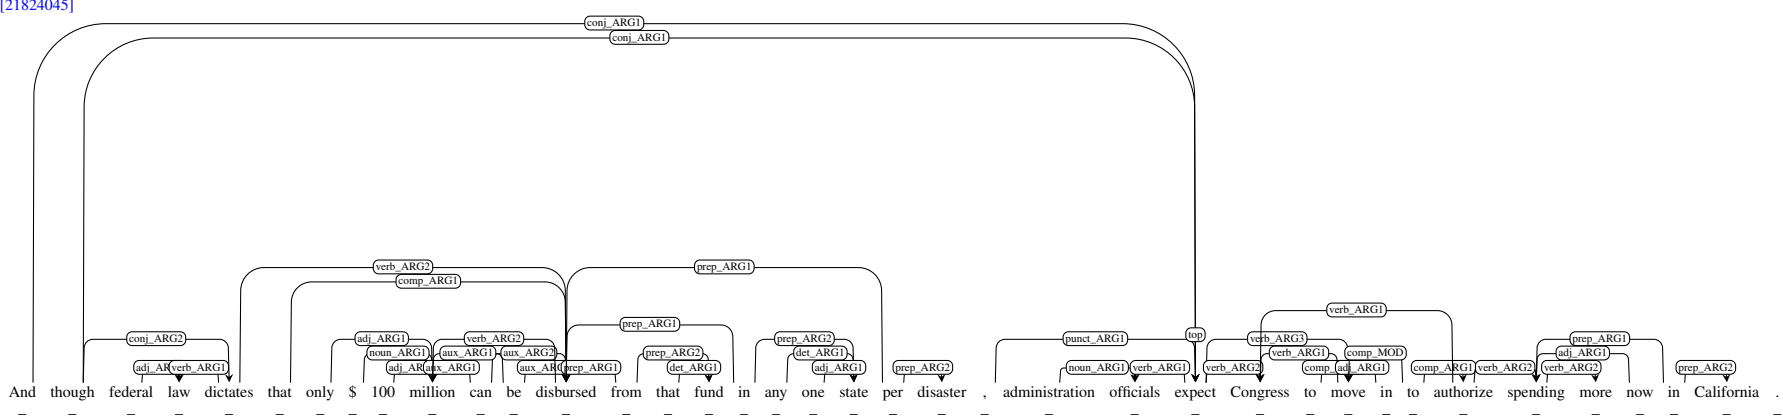 [21824045]
conj_ARG1
conj_ARG1
verb_ARG2 prep_ARG1
comp_ARG1
verb_ARG1
prep_ARG1
top
conj_ARG2 adj_ARG1 verb_ARG2 prep_ARG2 punct_ARG1 verb_ARG3 prep_ARG1
noun_ARG1 aux_ARG1 aux_ARG2 prep_ARG2 det_ARG1 verb_ARG1 comp_MOD adj_ARG1
verb_ARG1 aux_ARG1 prep_ARG1 det_ARG1 adj_ARG1 prep_ARG2 noun_ARG1 verb_ARG1 verb_ARG2 adj_ARG1 comp_ARG1 verb_ARG2 verb_ARG2 prep_ARG2
And though federal law dictates that only $ 100 million can be disbursed from that fund in any one state per disaster , administration officials expect Congress to move in to authorize spending more now in California .